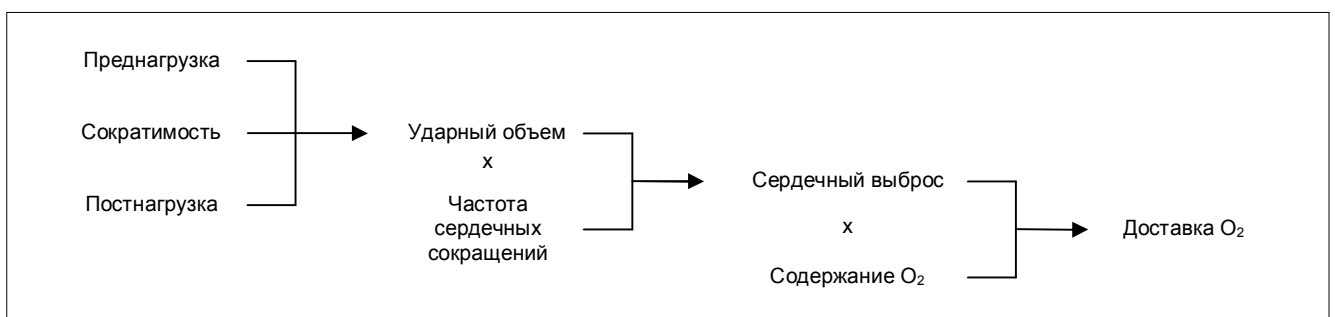 Преднагрузка
Сократимость
Постнагрузка
Ударный объем
х
Частота
сердечных
сокращений
Сердечный выброс
х
Содержание O₂
Доставка O₂